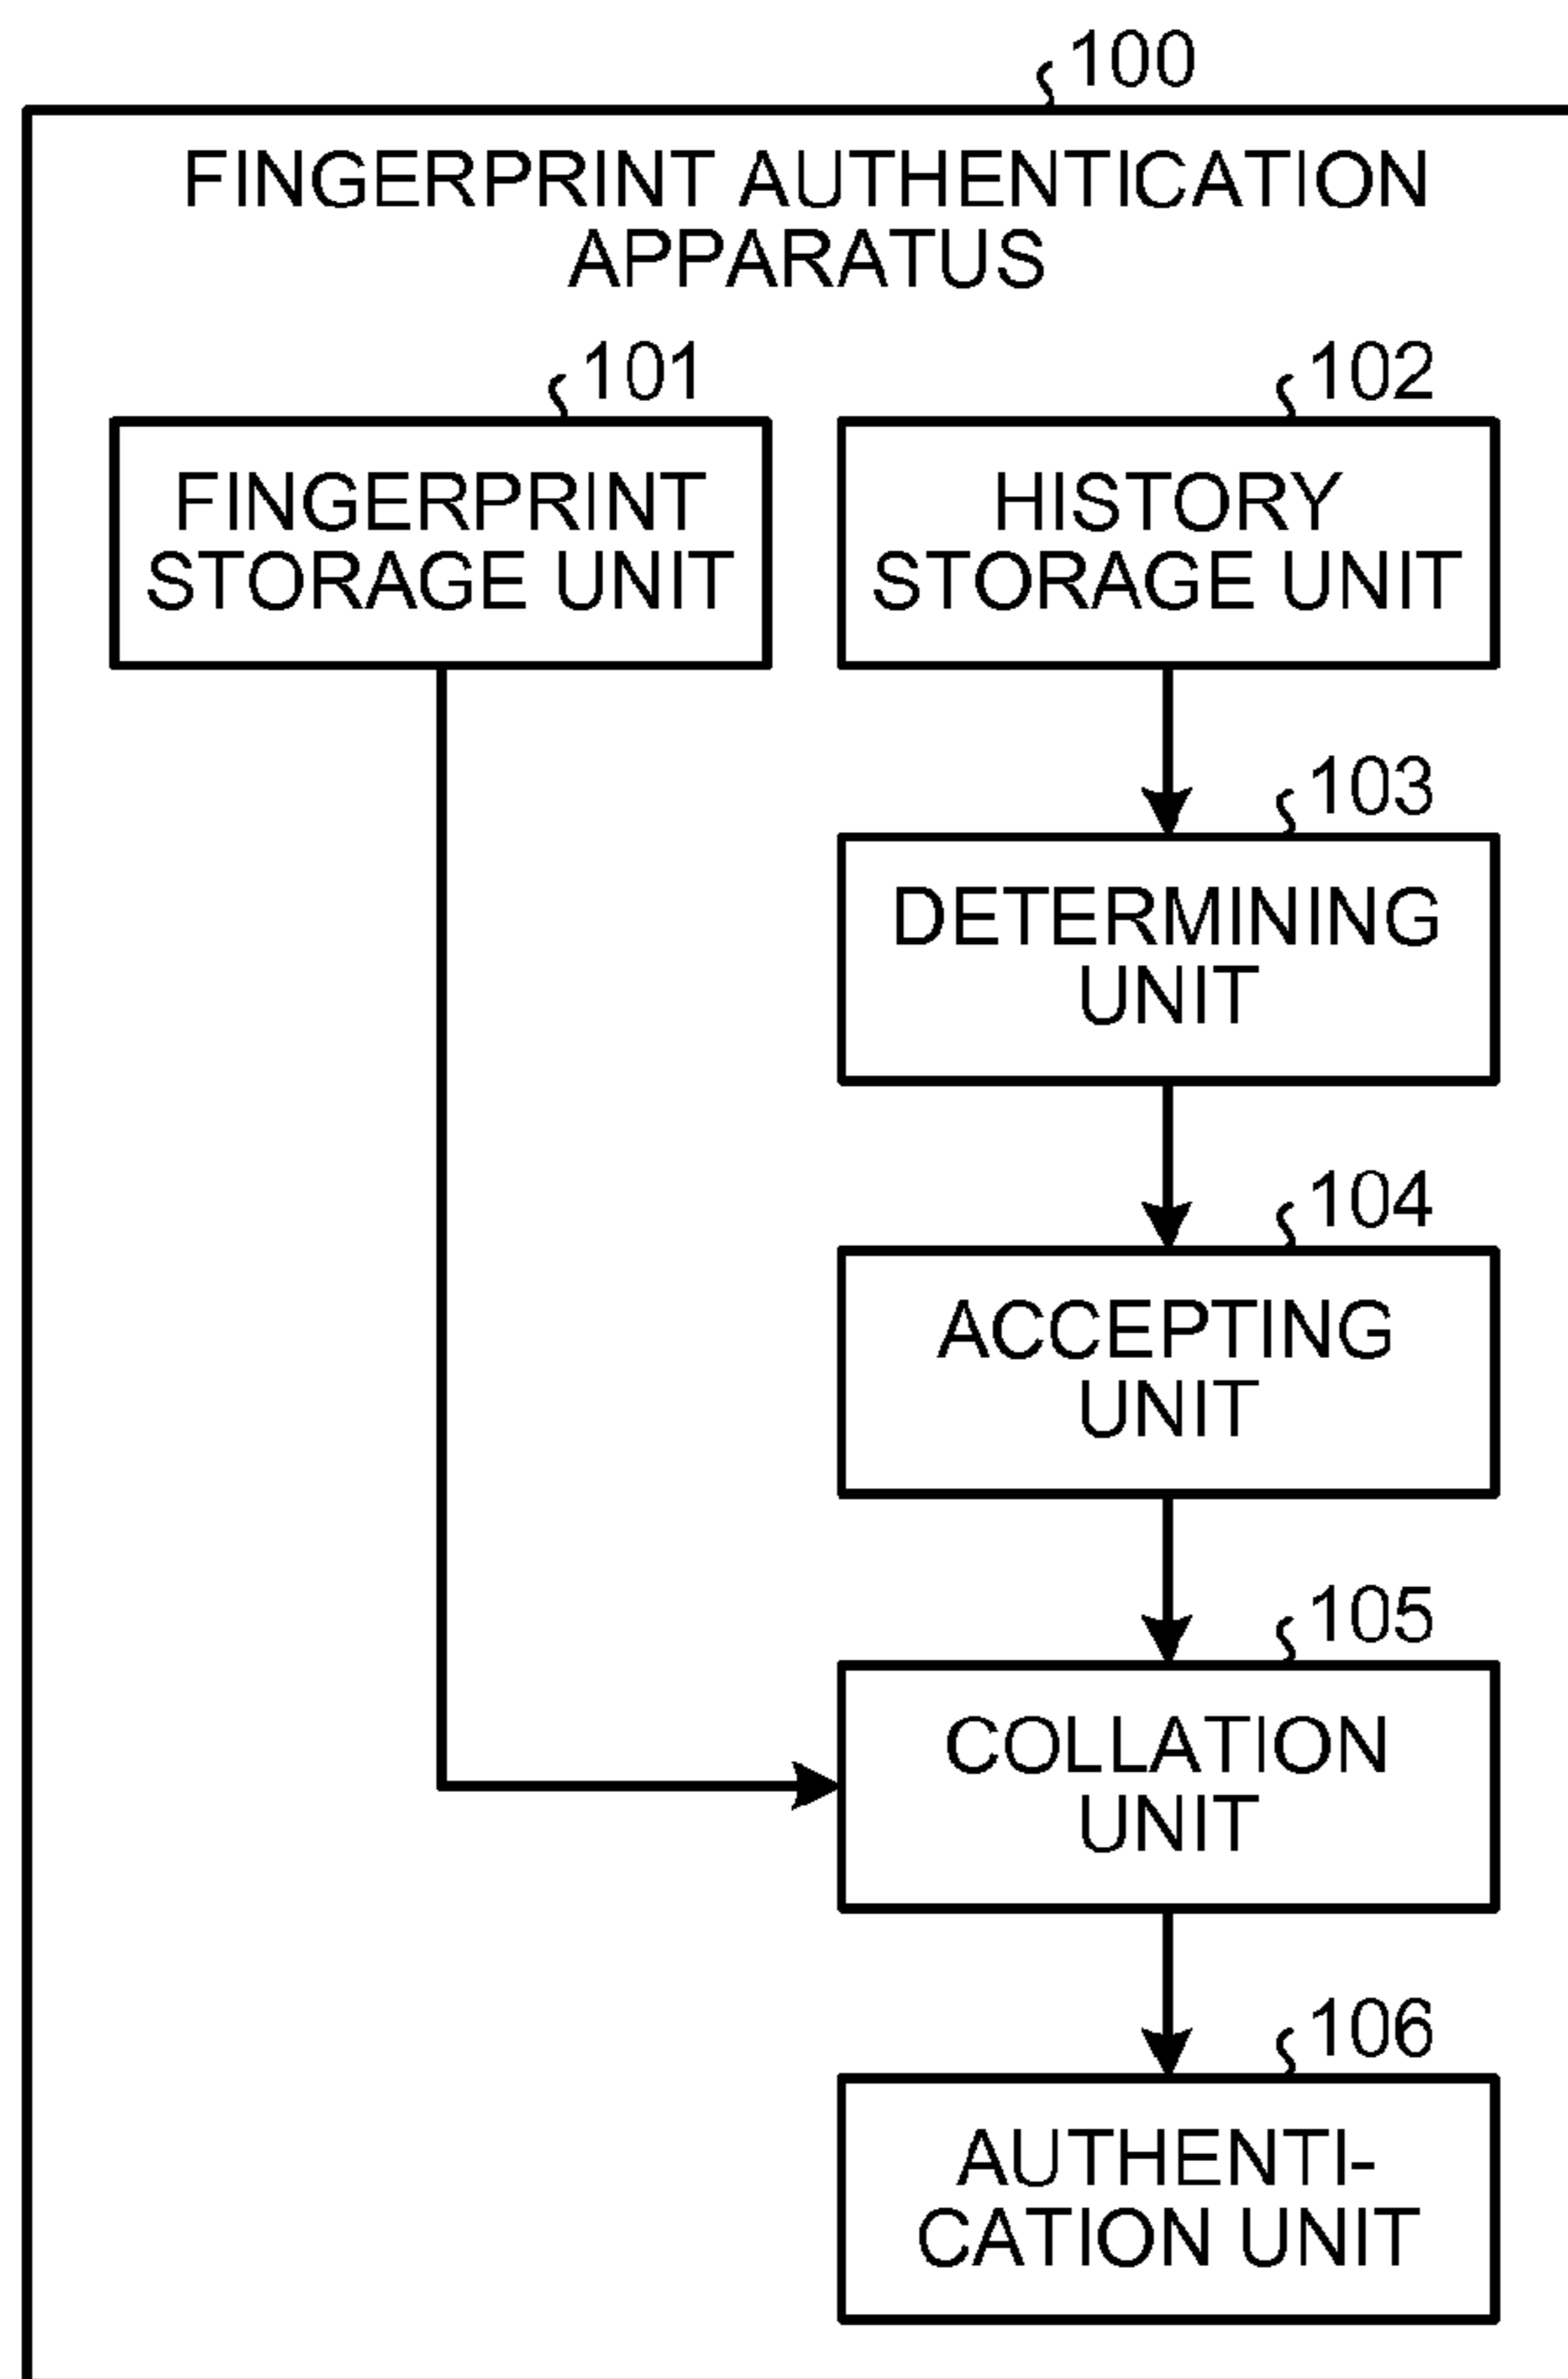 100
FINGERPRINT AUTHENTICATION
APPARATUS
101
FINGERPRINT
STORAGE UNIT
102
HISTORY
STORAGE UNIT
103
DETERMINING
UNIT
104
ACCEPTING
UNIT
105
COLLATION
UNIT
106
AUTHENTI-
CATION UNIT